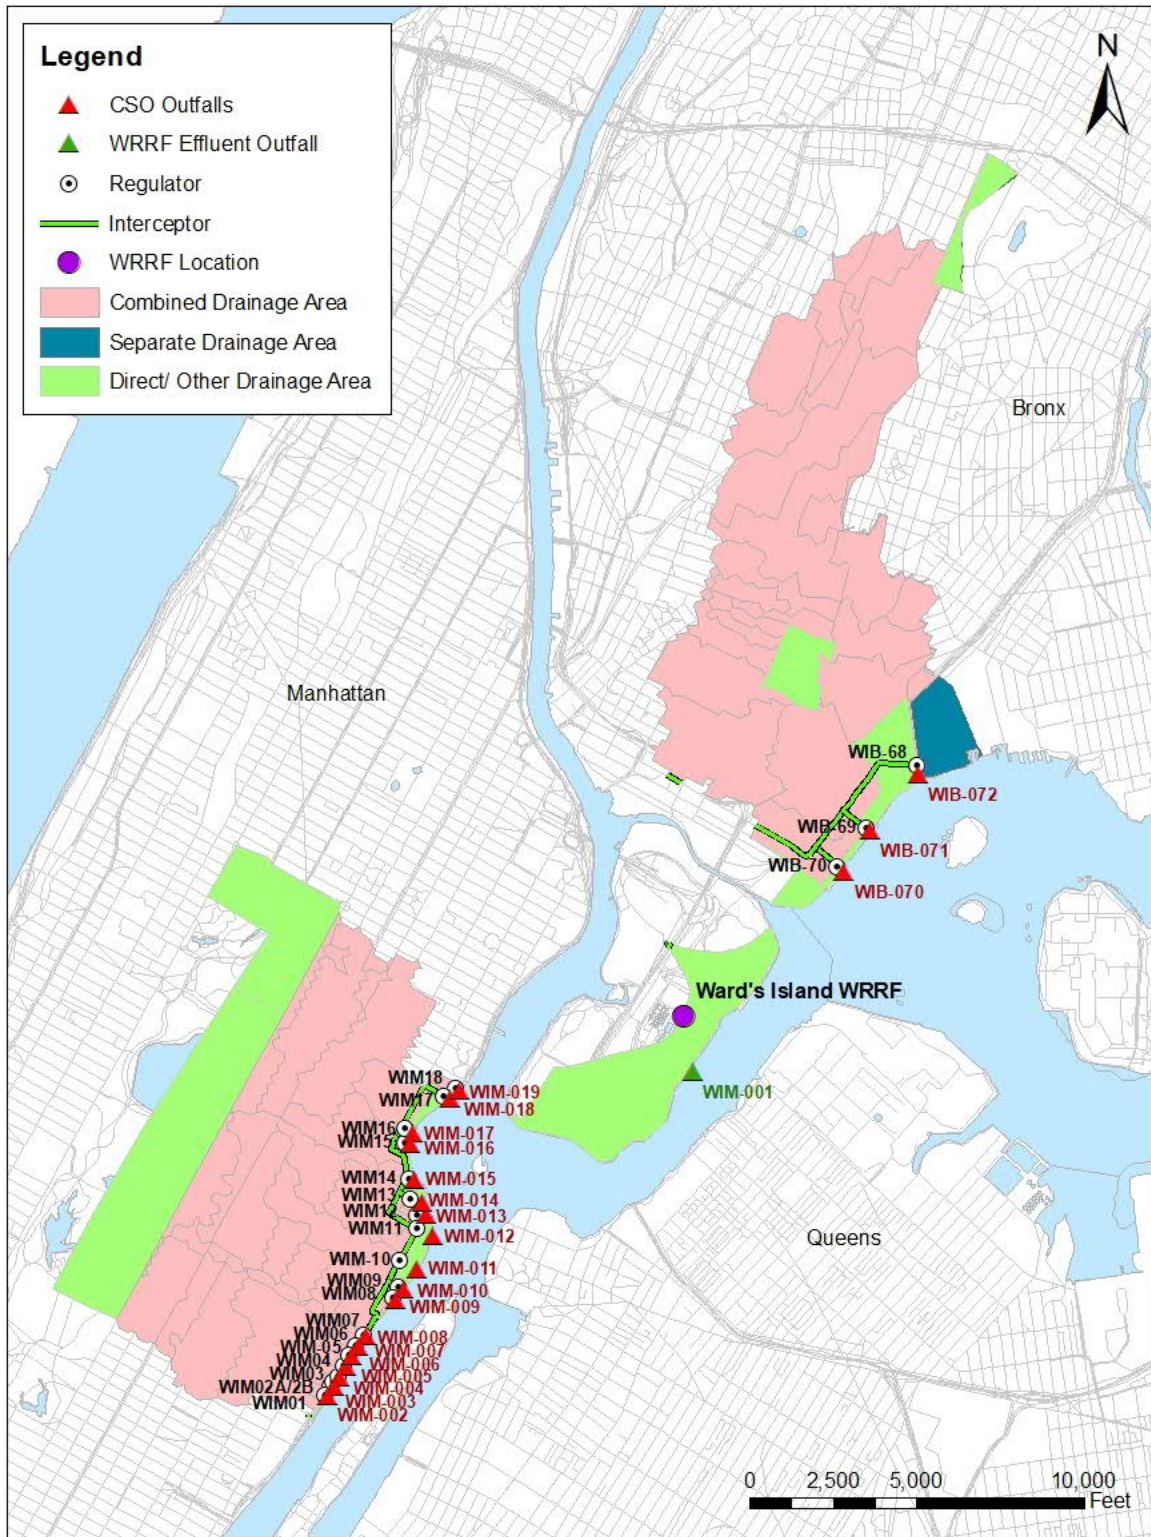 Legend
CSO Outfalls
WRRF Effluent Outfall
Regulator
Interceptor
WRRF Location
Combined Drainage Area
Separate Drainage Area
Direct/ Other Drainage Area
N
Bronx
Manhattan
WIB-68
WIB-072
WIB-69
WIB-071
WIB-70
WIB-070
Ward's Island WRRF
WIM-001
WIM18
WIM-019
WIM17
WIM-018
WIM16
WIM-017
WIM15
WIM-016
WIM14
WIM-015
WIM13
WIM-014
WIM12
WIM-013
WIM11
WIM-012
Queens
WIM-10
WIM-011
WIM09
WIM-010
WIM08
WIM-009
WIM07
WIM-008
WIM06
WIM-007
WIM-05
WIM-006
WIM04
WIM-005
WIM03
WIM-004
WIM02A/2B
WIM-003
WIM01
WIM-002
0 2,500 5,000 10,000
Feet